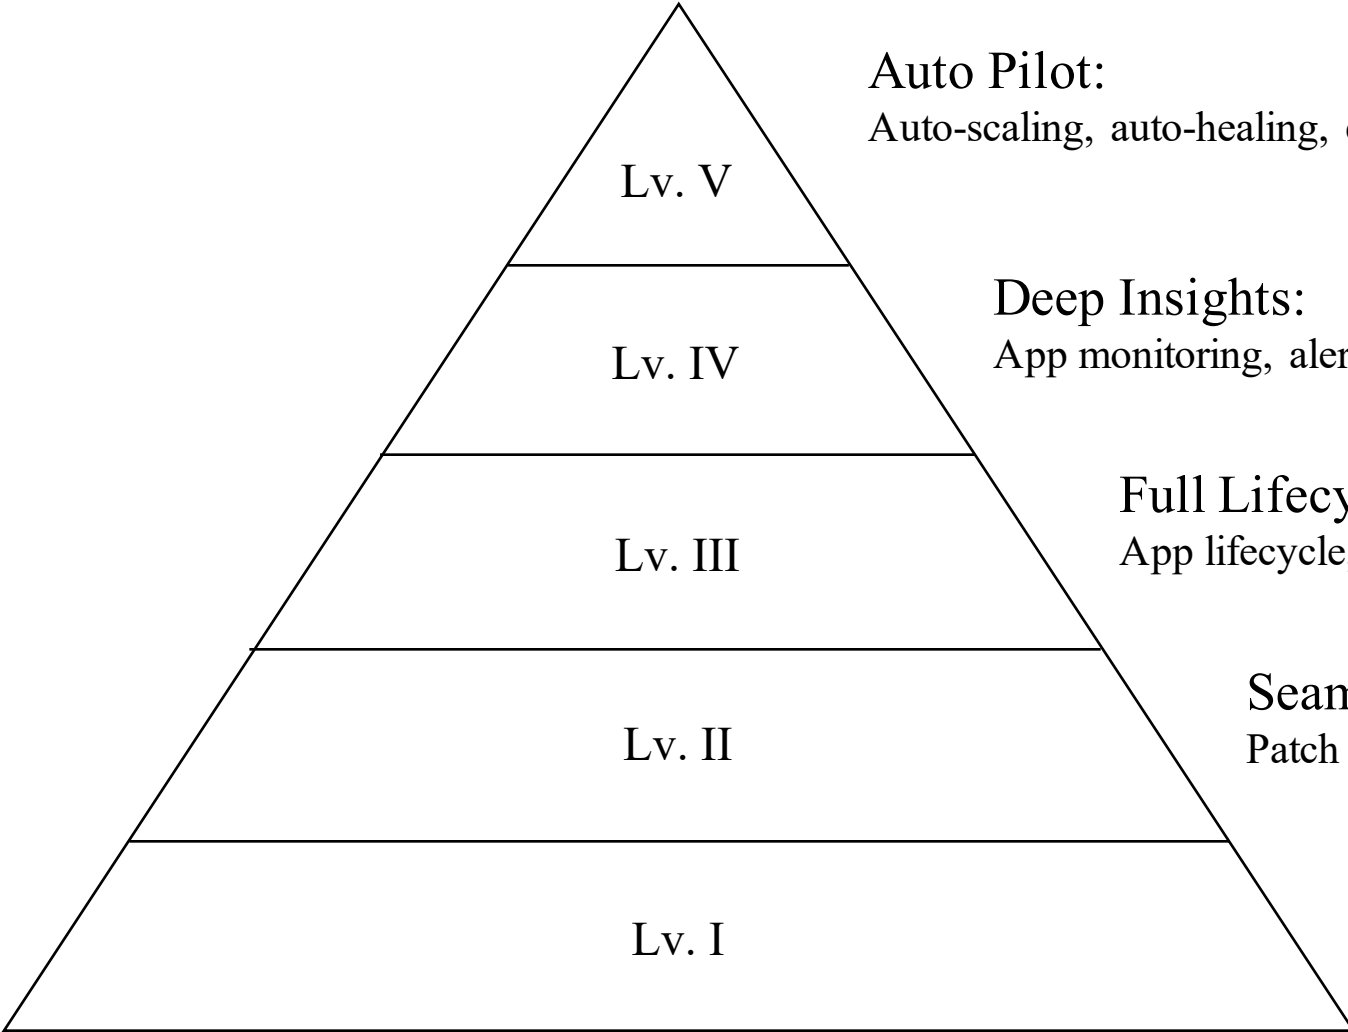 Auto Pilot:
Auto-scaling, auto-healing,
Lv. V
Deep Insights:
App monitoring,
Lv. IV
Full
App lifecycle
Lv. III
Patch
Lv. II
Lv. I